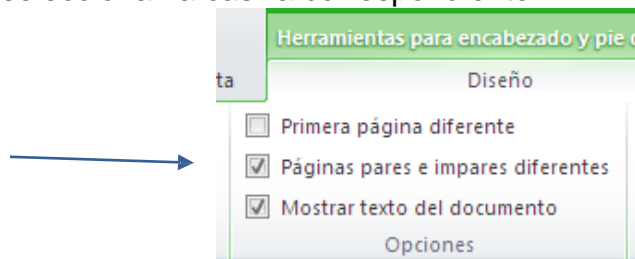 Herramientas para encabezado y pie
ta Diseño
Primera página diferente
Páginas pares e impares diferentes
Mostrar texto del documento
Opciones